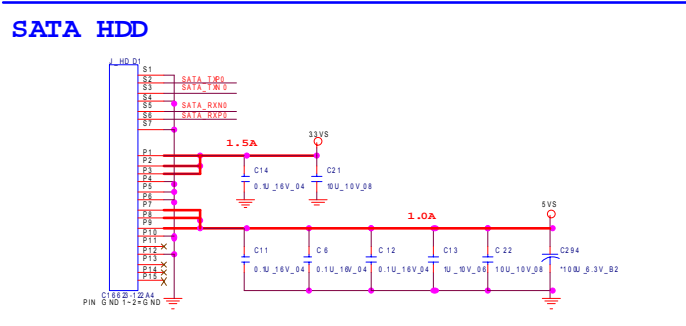 SATA HDD
J_HDD1
S1
S2 SATA_TXP0
S3 SATA_TXN0
S4
S5 SATA_RXN0
S6 SATA_RXP0
S7
1.5A
3.3VS
P1
P2
P3
P4
P5
P6
P7
P8
P9
P10
P11
P12
P13
P14
P15
C14
0.1U_16V_04
C21
10U_10V_08
1.0A
5VS
C11
0.1U_16V_04
C6
0.1U_16V_04
C12
0.1U_16V_04
C13
1U_10V_06
C22
10U_10V_08
C294
*100U_6.3V_B2
C16623-122A4
PIN GND1~2=GND